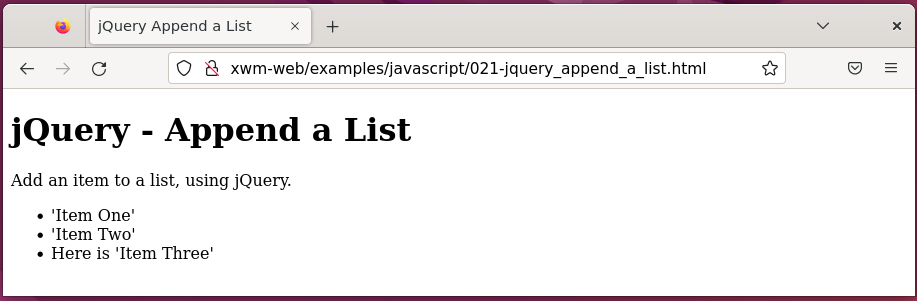 jQuery Append a List
xwm-web/examples/javascript/021-jquery_append_a_list.html
jQuery - Append a List
Add an item to a list, using jQuery.
• 'Item One'
• 'Item Two'
• Here is 'Item Three'